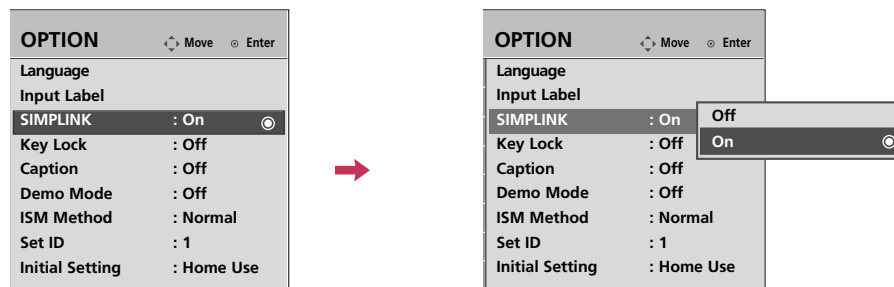 OPTION Move Enter
Language
Input Label
SIMPLINK : On
Key Lock : Off
Caption : Off
Demo Mode : Off
ISM Method : Normal
Set ID : 1
Initial Setting : Home Use
OPTION Move Enter
Language
Input Label
SIMPLINK : On
Key Lock : Off
Caption : Off
Demo Mode : Off
ISM Method : Normal
Set ID : 1
Initial Setting : Home Use
Off
On